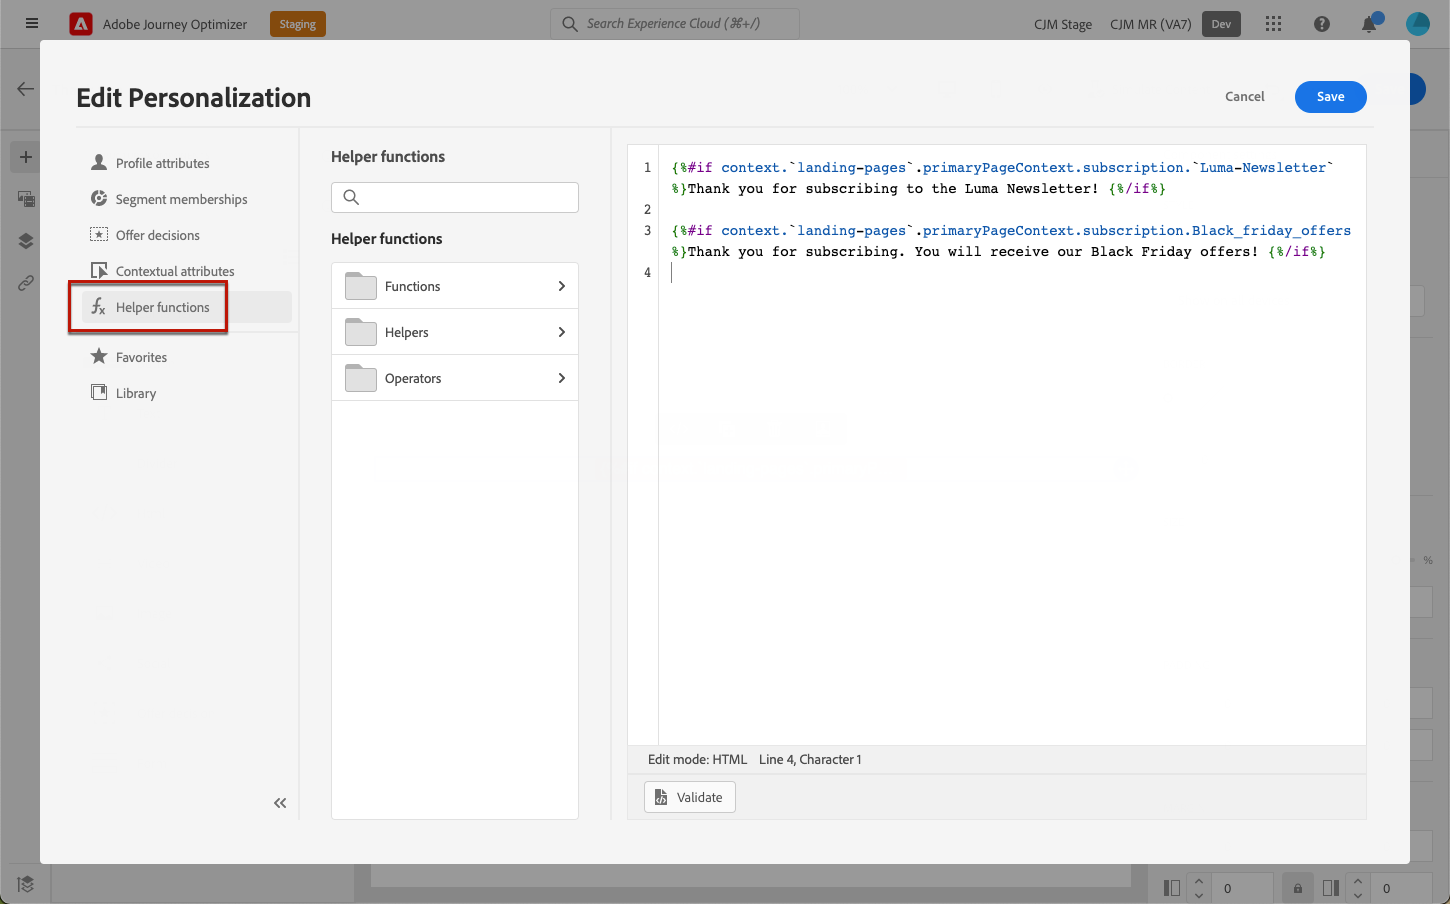 Adobe Journey Optimizer
Staging
Search Experience Cloud (⌘+/)
CJM Stage
CJM MR (VA7)
Dev
Edit Personalization
Cancel
Save
Profile attributes
Segment memberships
Offer decisions
Contextual attributes
Helper functions
Favorites
Library
Helper functions
Helper functions
Functions
Helpers
Operators
1 {%#if context.`landing-pages`.primaryPageContext.subscription.`Luma-Newsletter`
%}Thank you for subscribing to the Luma Newsletter! {%/if%}
2
3 {%#if context.`landing-pages`.primaryPageContext.subscription.Black_friday_offers
%}Thank you for subscribing. You will receive our Black Friday offers! {%/if%}
4
Edit mode: HTML Line 4, Character 1
Validate
%
0
0